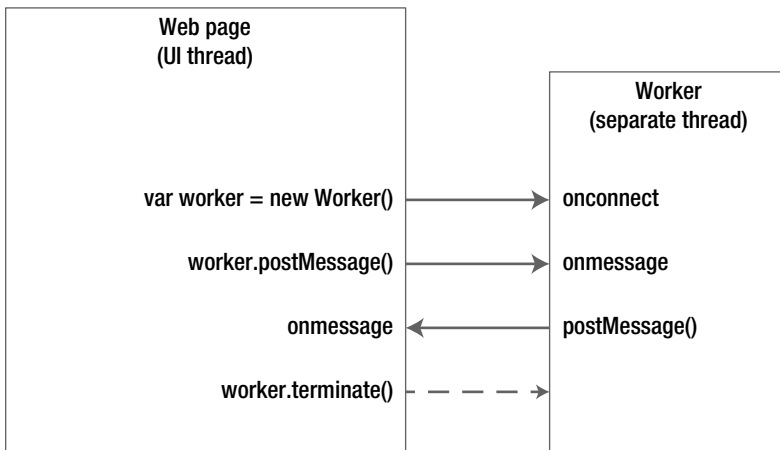 Web page
(UI thread)
Worker
(separate thread)
var worker = new Worker()
onconnect
worker.postMessage()
onmessage
onmessage
postMessage()
worker.terminate()